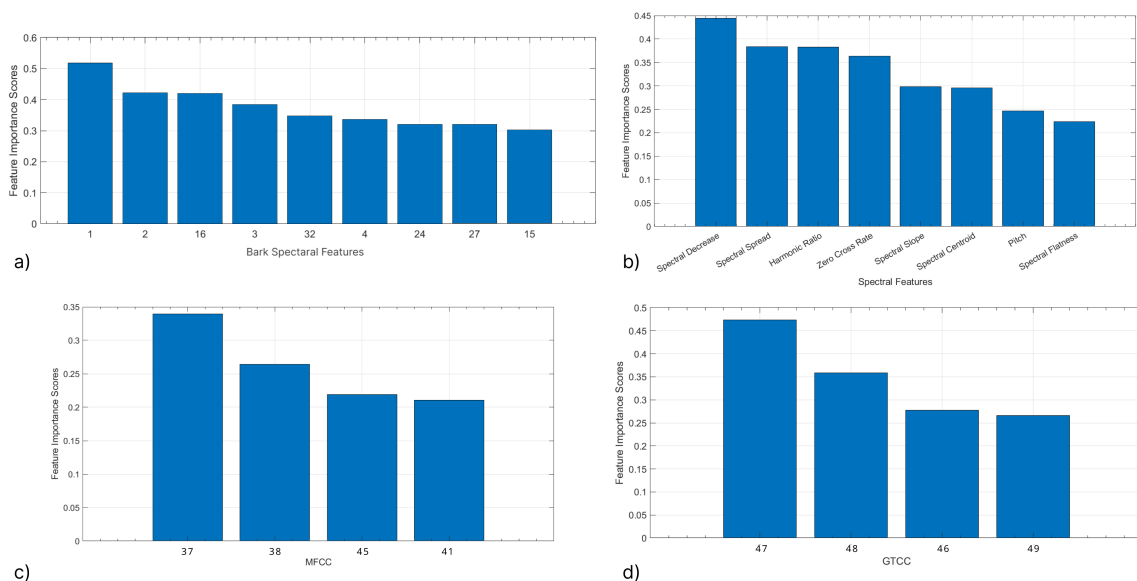 0.6
0.5
0.4
0.3
0.2
0.1
0
Feature Importance Scores
1 2 16 3 32 4 24 27 15
Bark Spectaral Features
a)
0.45
0.4
0.35
0.3
0.25
0.2
0.15
0.1
0.05
0
Feature Importance Scores
Spectral Decrease Spectral Spread Harmonic Ratio Zero Cross Rate Spectral Slope Spectral Centroid Pitch Spectral Flatness
Spectral Features
b)
0.35
0.3
0.25
0.2
0.15
0.1
0.05
0
Feature Importance Scores
37 38 45 41
MFCC
c)
0.5
0.45
0.4
0.35
0.3
0.25
0.2
0.15
0.1
0.05
0
Feature Importance Scores
47 48 46 49
GTCC
d)